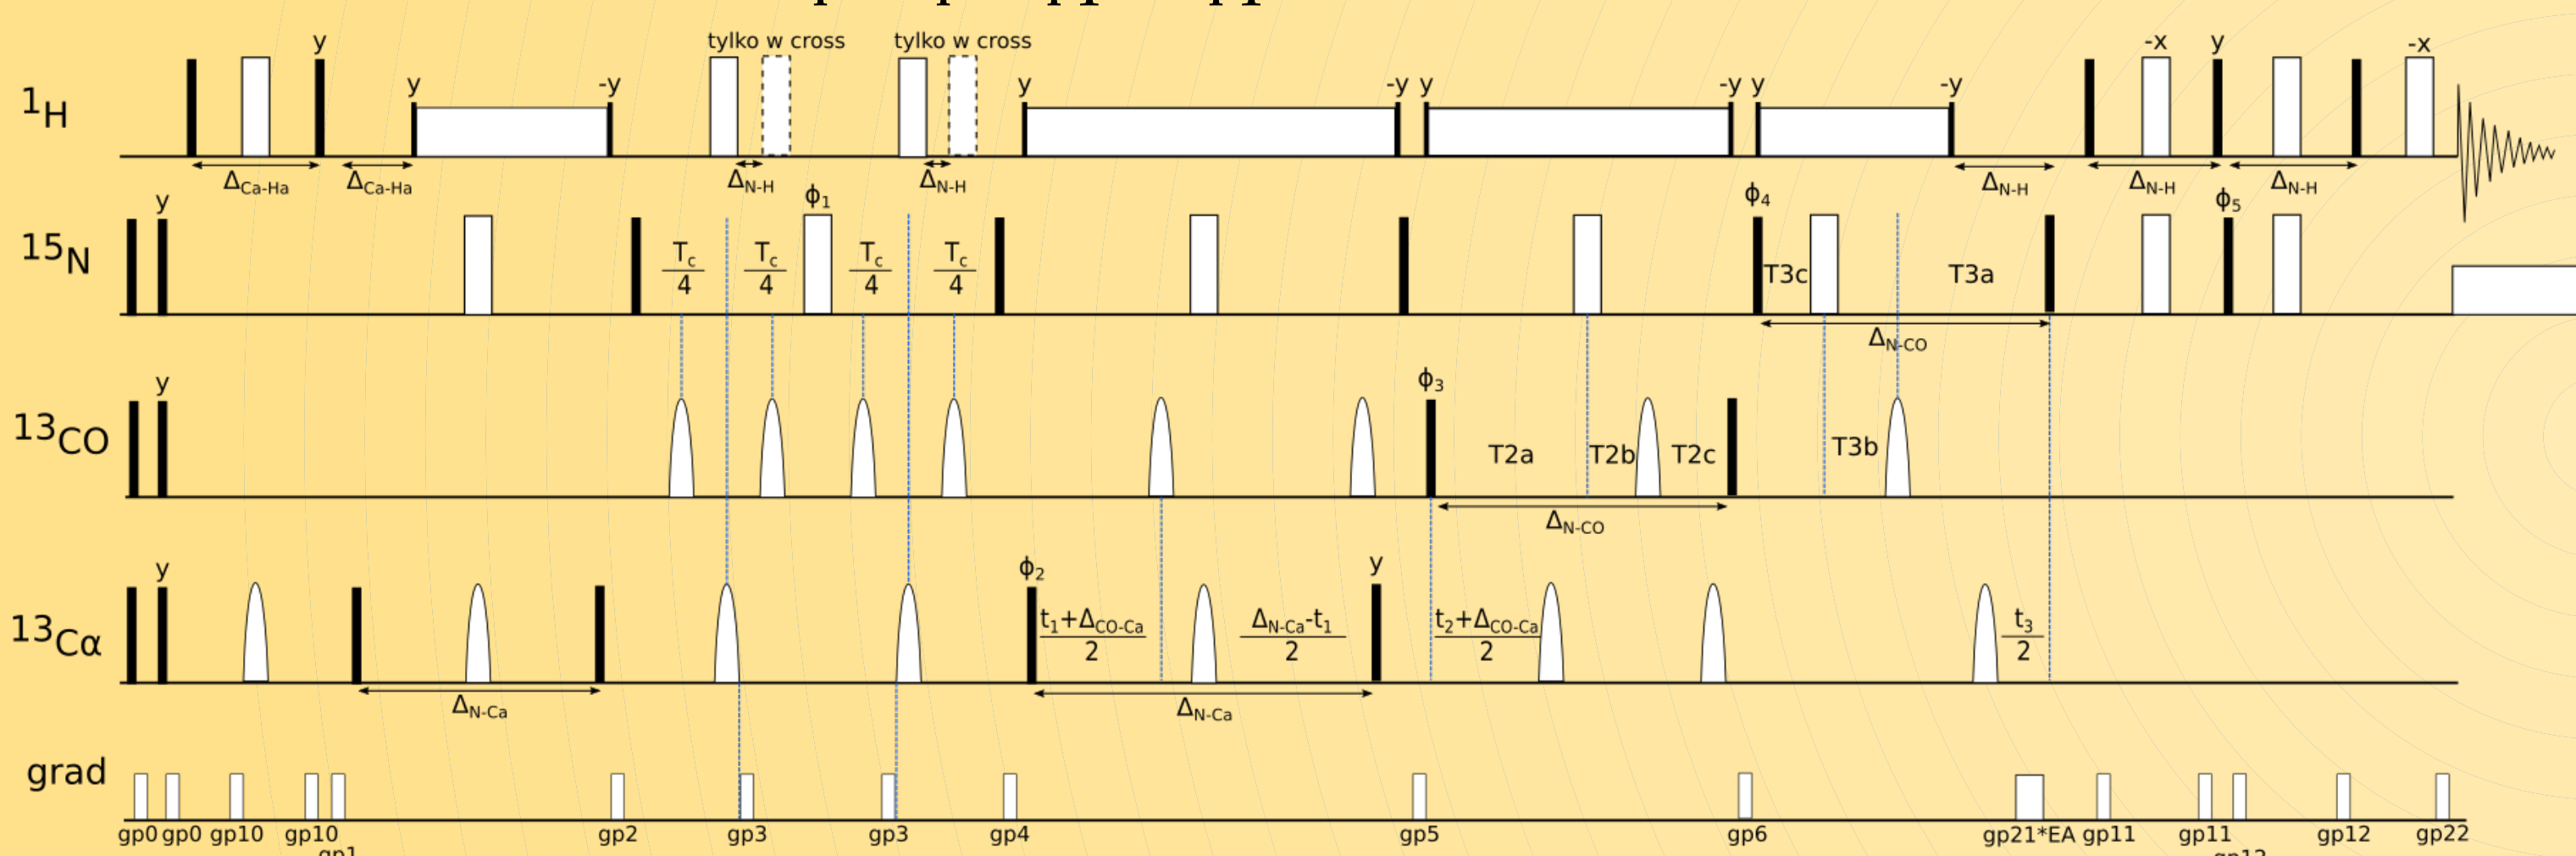 tylko w cross tylko w cross
y -x y -x
y -y y -y y -y y -y
1H
ΔCa-Ha ΔCa-Ha ΔN-H ΔN-H ΔN-H ΔN-H ΔN-H
y ϕ1 ϕ4 ϕ5
15N
Tc/4 Tc/4 Tc/4 Tc/4 T3c T3a
ΔN-CO
y ϕ3
13CO
T2a T2b T2c T3b
ΔN-CO
y ϕ2 y
13Cα
t1+ΔCO-Ca/2 ΔN-Ca-t1/2 t2+ΔCO-Ca/2 t3/2
ΔN-Ca ΔN-Ca
grad
gp0 gp0 gp10 gp10 gp2 gp3 gp3 gp4 gp5 gp6 gp21*EA gp11 gp11 gp12 gp22
gp1